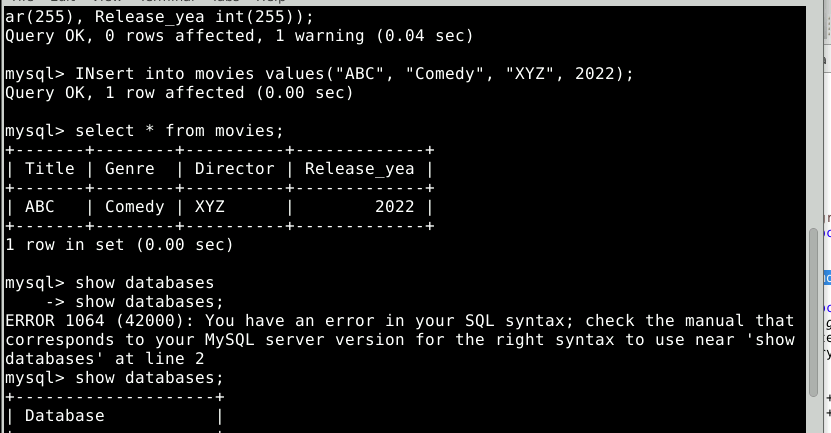 ar(255), Release_yea int(255));
Query OK, 0 rows affected, 1 warning (0.04 sec)
mysql> INsert into movies values("ABC", "Comedy", "XYZ", 2022);
Query OK, 1 row affected (0.00 sec)
mysql> select * from movies;
+-------+--------+----------+-------------+
| Title | Genre  | Director | Release_yea |
+-------+--------+----------+-------------+
| ABC   | Comedy | XYZ      |        2022 |
+-------+--------+----------+-------------+
1 row in set (0.00 sec)
mysql> show databases
    -> show databases;
ERROR 1064 (42000): You have an error in your SQL syntax; check the manual that
corresponds to your MySQL server version for the right syntax to use near 'show
databases' at line 2
mysql> show databases;
+--------------------+
| Database           |